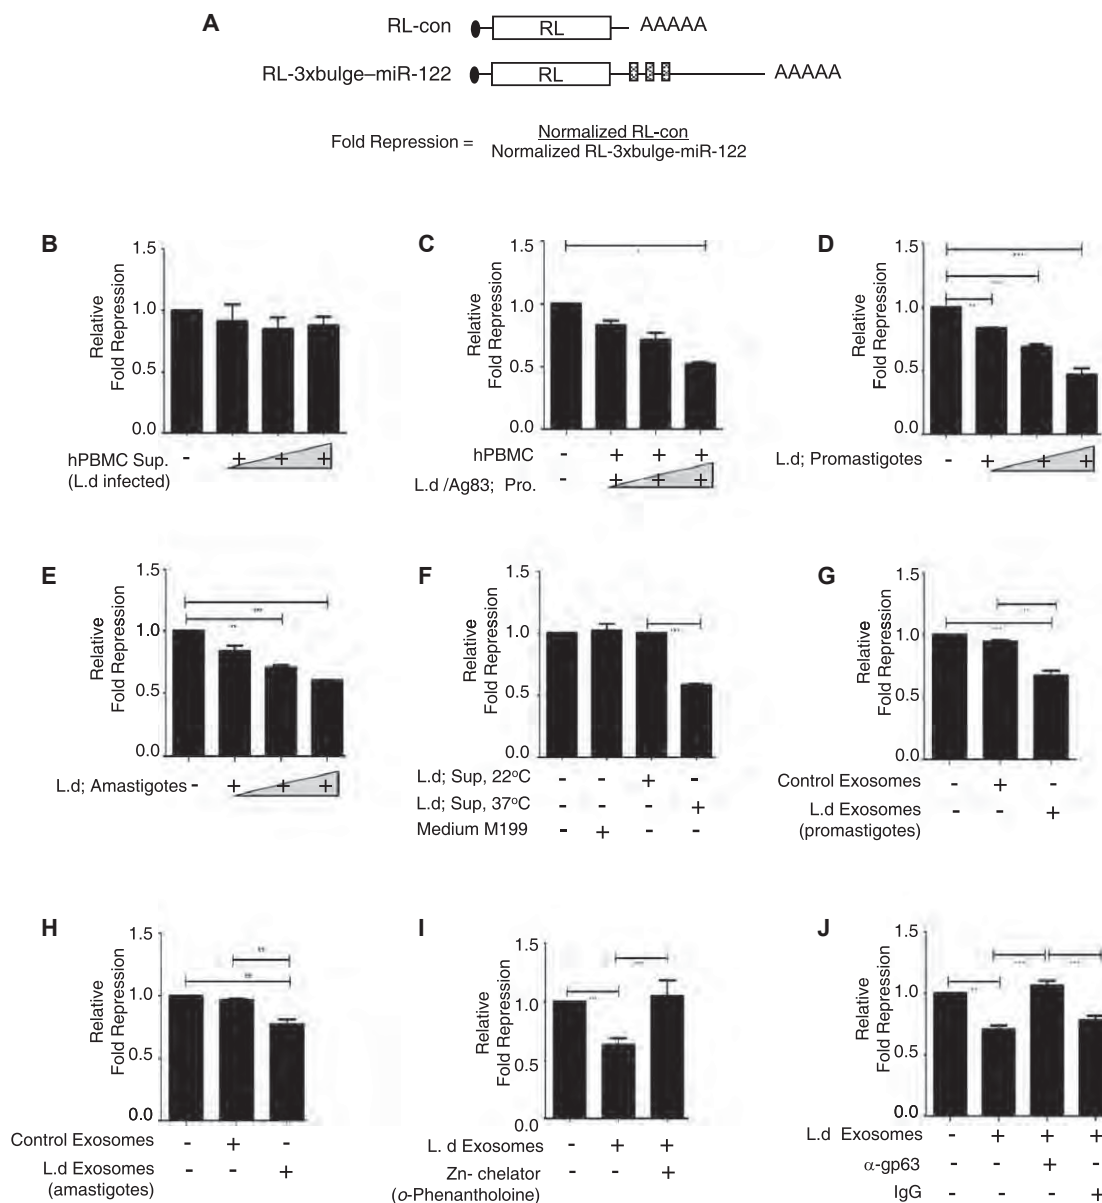 A
RL-con
RL
AAAAA
RL-3xbulge–miR-122
RL
AAAAA
Fold Repression =
Normalized RL-con
Normalized RL-3xbulge-miR-122
B
Relative
Fold Repression
1.5
1.0
0.5
0.0
hPBMC Sup. - + + +
(L.d infected)
C
Relative
Fold Repression
1.5
1.0
0.5
0.0
hPBMC - + + +
L.d /Ag83; Pro. - + + +
D
Relative
Fold Repression
1.5
1.0
0.5
0.0
L.d; Promastigotes - + + +
E
Relative
Fold Repression
1.5
1.0
0.5
0.0
L.d; Amastigotes - + + +
F
Relative
Fold Repression
1.5
1.0
0.5
0.0
L.d; Sup, 22ºC - - + -
L.d; Sup, 37ºC - - - +
Medium M199 - + - -
G
Relative
Fold Repression
1.5
1.0
0.5
0.0
Control Exosomes - + -
L.d Exosomes - - +
(promastigotes)
H
Relative
Fold Repression
1.5
1.0
0.5
0.0
Control Exosomes - + -
L.d Exosomes - - +
(amastigotes)
I
Relative
Fold Repression
1.5
1.0
0.5
0.0
L. d Exosomes - + +
Zn- chelator - - +
(o-Phenantholoine)
J
Relative
Fold Repression
1.5
1.0
0.5
0.0
L.d Exosomes - + + +
α-gp63 - - + -
IgG - - - +